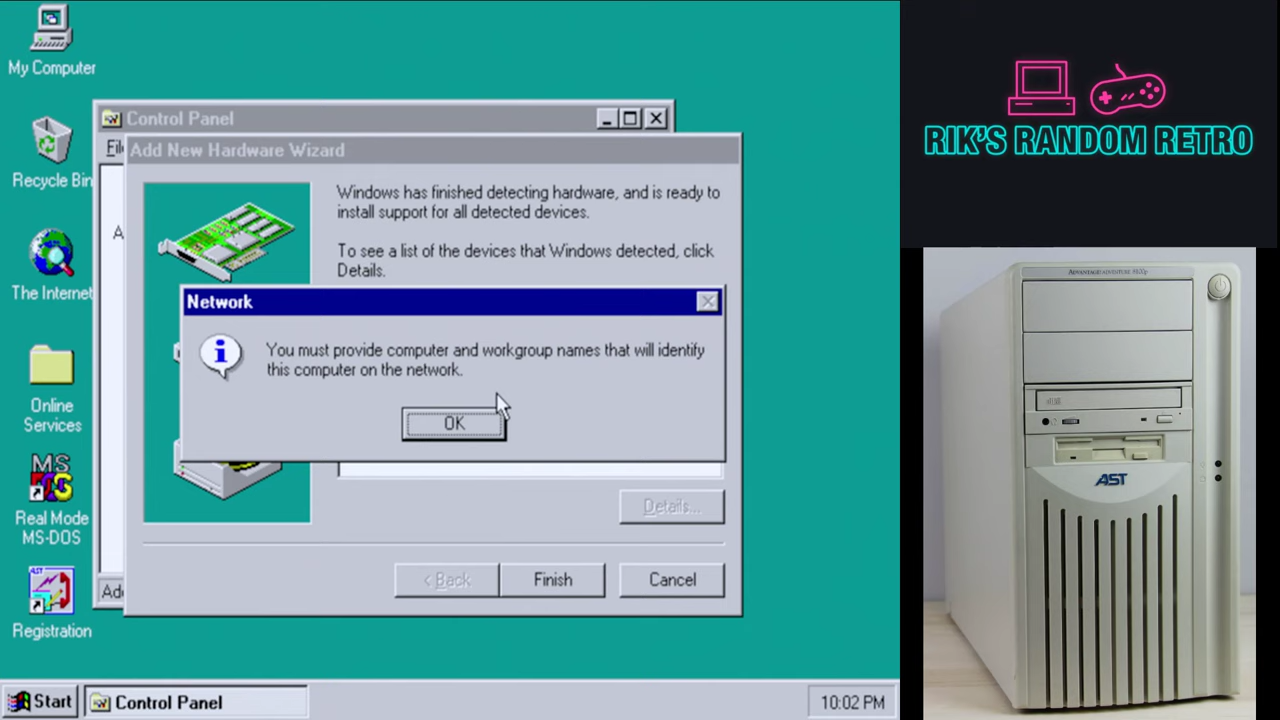 My Computer
Recycle Bin
The Internet
Online
Services
MS
Real Mode
MS-DOS
AST
Registration
Control Panel
Add New Hardware Wizard
Windows has finished detecting hardware, and is ready to
install support for all detected devices.
To see a list of the devices that Windows detected, click
Details.
Network
You must provide computer and workgroup names that will identify
this computer on the network.
OK
Details...
< Back
Finish
Cancel
Start
Control Panel
10:02 PM
RIK'S RANDOM RETRO
AST